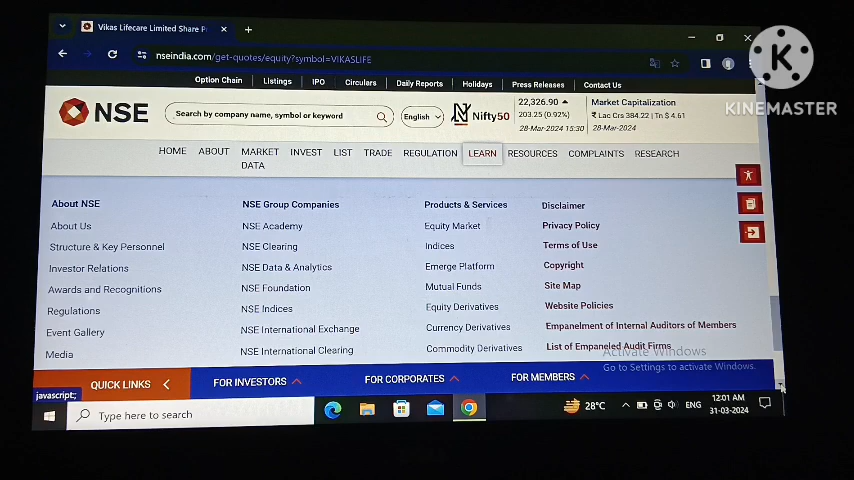 Vikas Lifecare Limited Share Pr
nseindia.com/get-quotes/equity?symbol=VIKASLIFE
KINEMASTER
Option Chain Listings IPO Circulars Daily Reports Holidays Press Releases Contact Us
NSE
Search by company name, symbol or keyword
English
Nifty50
22,326.90
203.25 (0.92%)
28-Mar-2024 15:30
Market Capitalization
₹ Lac Crs 384.22 | Tn $ 4.61
28-Mar-2024
HOME ABOUT MARKET DATA INVEST LIST TRADE REGULATION LEARN RESOURCES COMPLAINTS RESEARCH
About NSE
About Us
Structure & Key Personnel
Investor Relations
Awards and Recognitions
Regulations
Event Gallery
Media
NSE Group Companies
NSE Academy
NSE Clearing
NSE Data & Analytics
NSE Foundation
NSE Indices
NSE International Exchange
NSE International Clearing
Products & Services
Equity Market
Indices
Emerge Platform
Mutual Funds
Equity Derivatives
Currency Derivatives
Commodity Derivatives
Disclaimer
Privacy Policy
Terms of Use
Copyright
Site Map
Website Policies
Empanelment of Internal Auditors of Members
List of Empaneled Audit Firms
Activate Windows
Go to Settings to activate Windows.
QUICK LINKS FOR INVESTORS FOR CORPORATES FOR MEMBERS
javascript:;
Type here to search
28°C
ENG
12:01 AM
31-03-2024